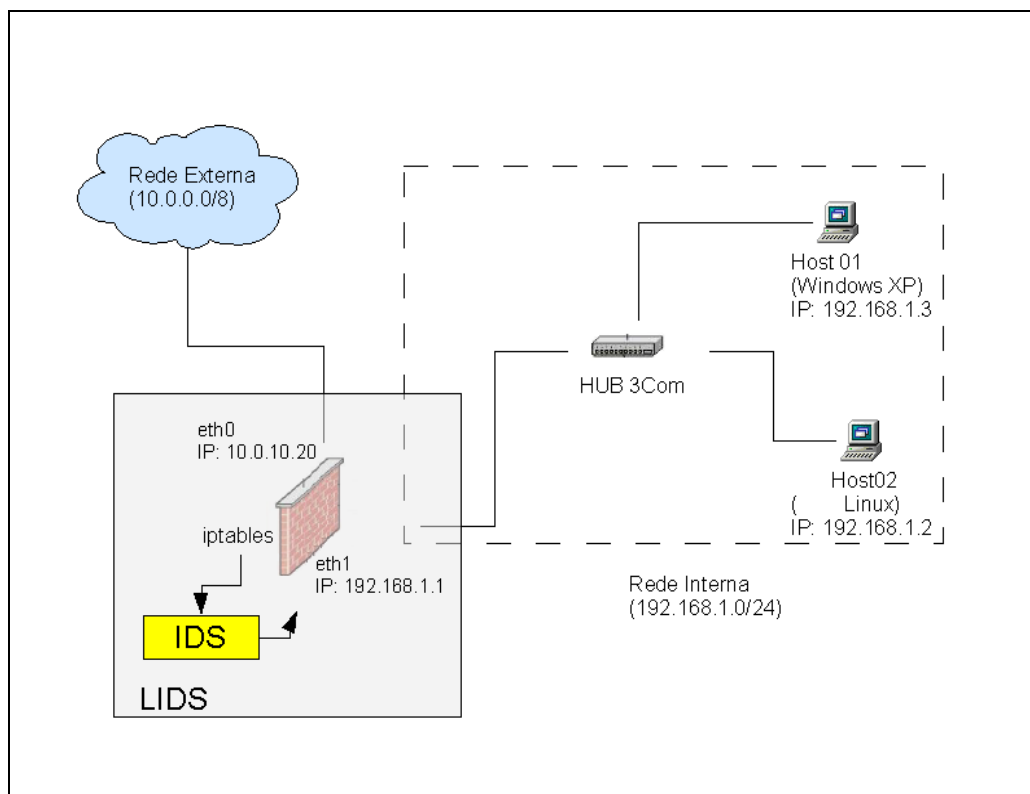 Rede Externa
(10.0.0.0/8)
Host 01
(Windows XP)
IP: 192.168.1.3
HUB 3Com
eth0
IP: 10.0.10.20
Host02
( Linux)
IP: 192.168.1.2
iptables
eth1
IP: 192.168.1.1
Rede Interna
(192.168.1.0/24)
IDS
LIDS